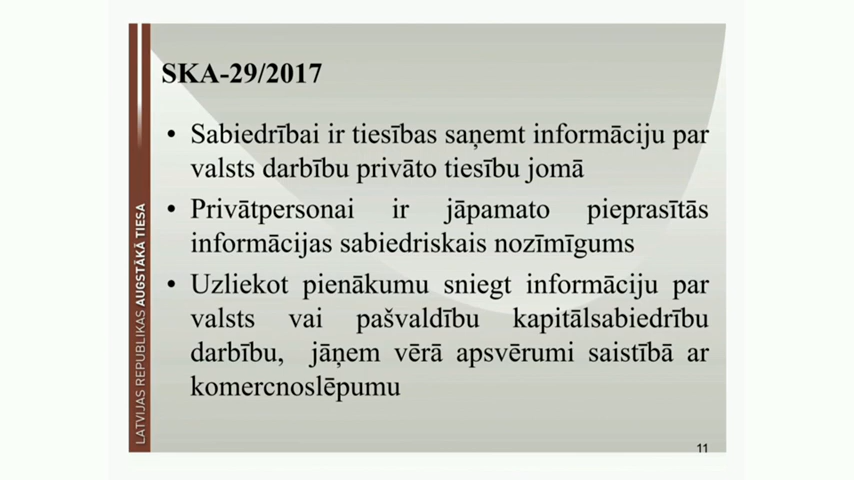 SKA-29/2017
• Sabiedrībai ir tiesības saņemt informāciju par
valsts darbību privāto tiesību jomā
• Privātpersonai ir jāpamato pieprasītās
informācijas sabiedriskais nozīmīgums
• Uzliekot pienākumu sniegt informāciju par
valsts vai pašvaldību kapitālsabiedrību
darbību, jāņem vērā apsvērumi saistībā ar
komercnoslēpumu
LATVIJAS REPUBLIKAS AUGSTĀKĀ TIESA
11